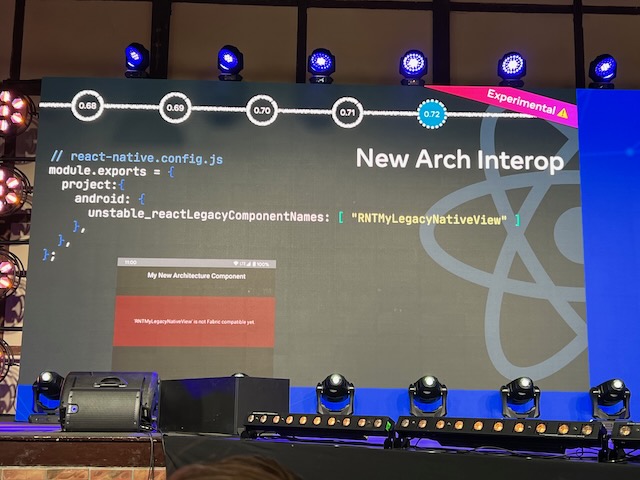 0.68
0.69
0.70
0.71
0.72
Experimental ⚠
New Arch Interop
// react-native.config.js
module.exports = {
project:{
android: {
unstable_reactLegacyComponentNames: [ "RNTMyLegacyNativeView" ]
},
},
};
11:00
100%
My New Architecture Component
'RNTMyLegacyNativeView' is not Fabric compatible yet.